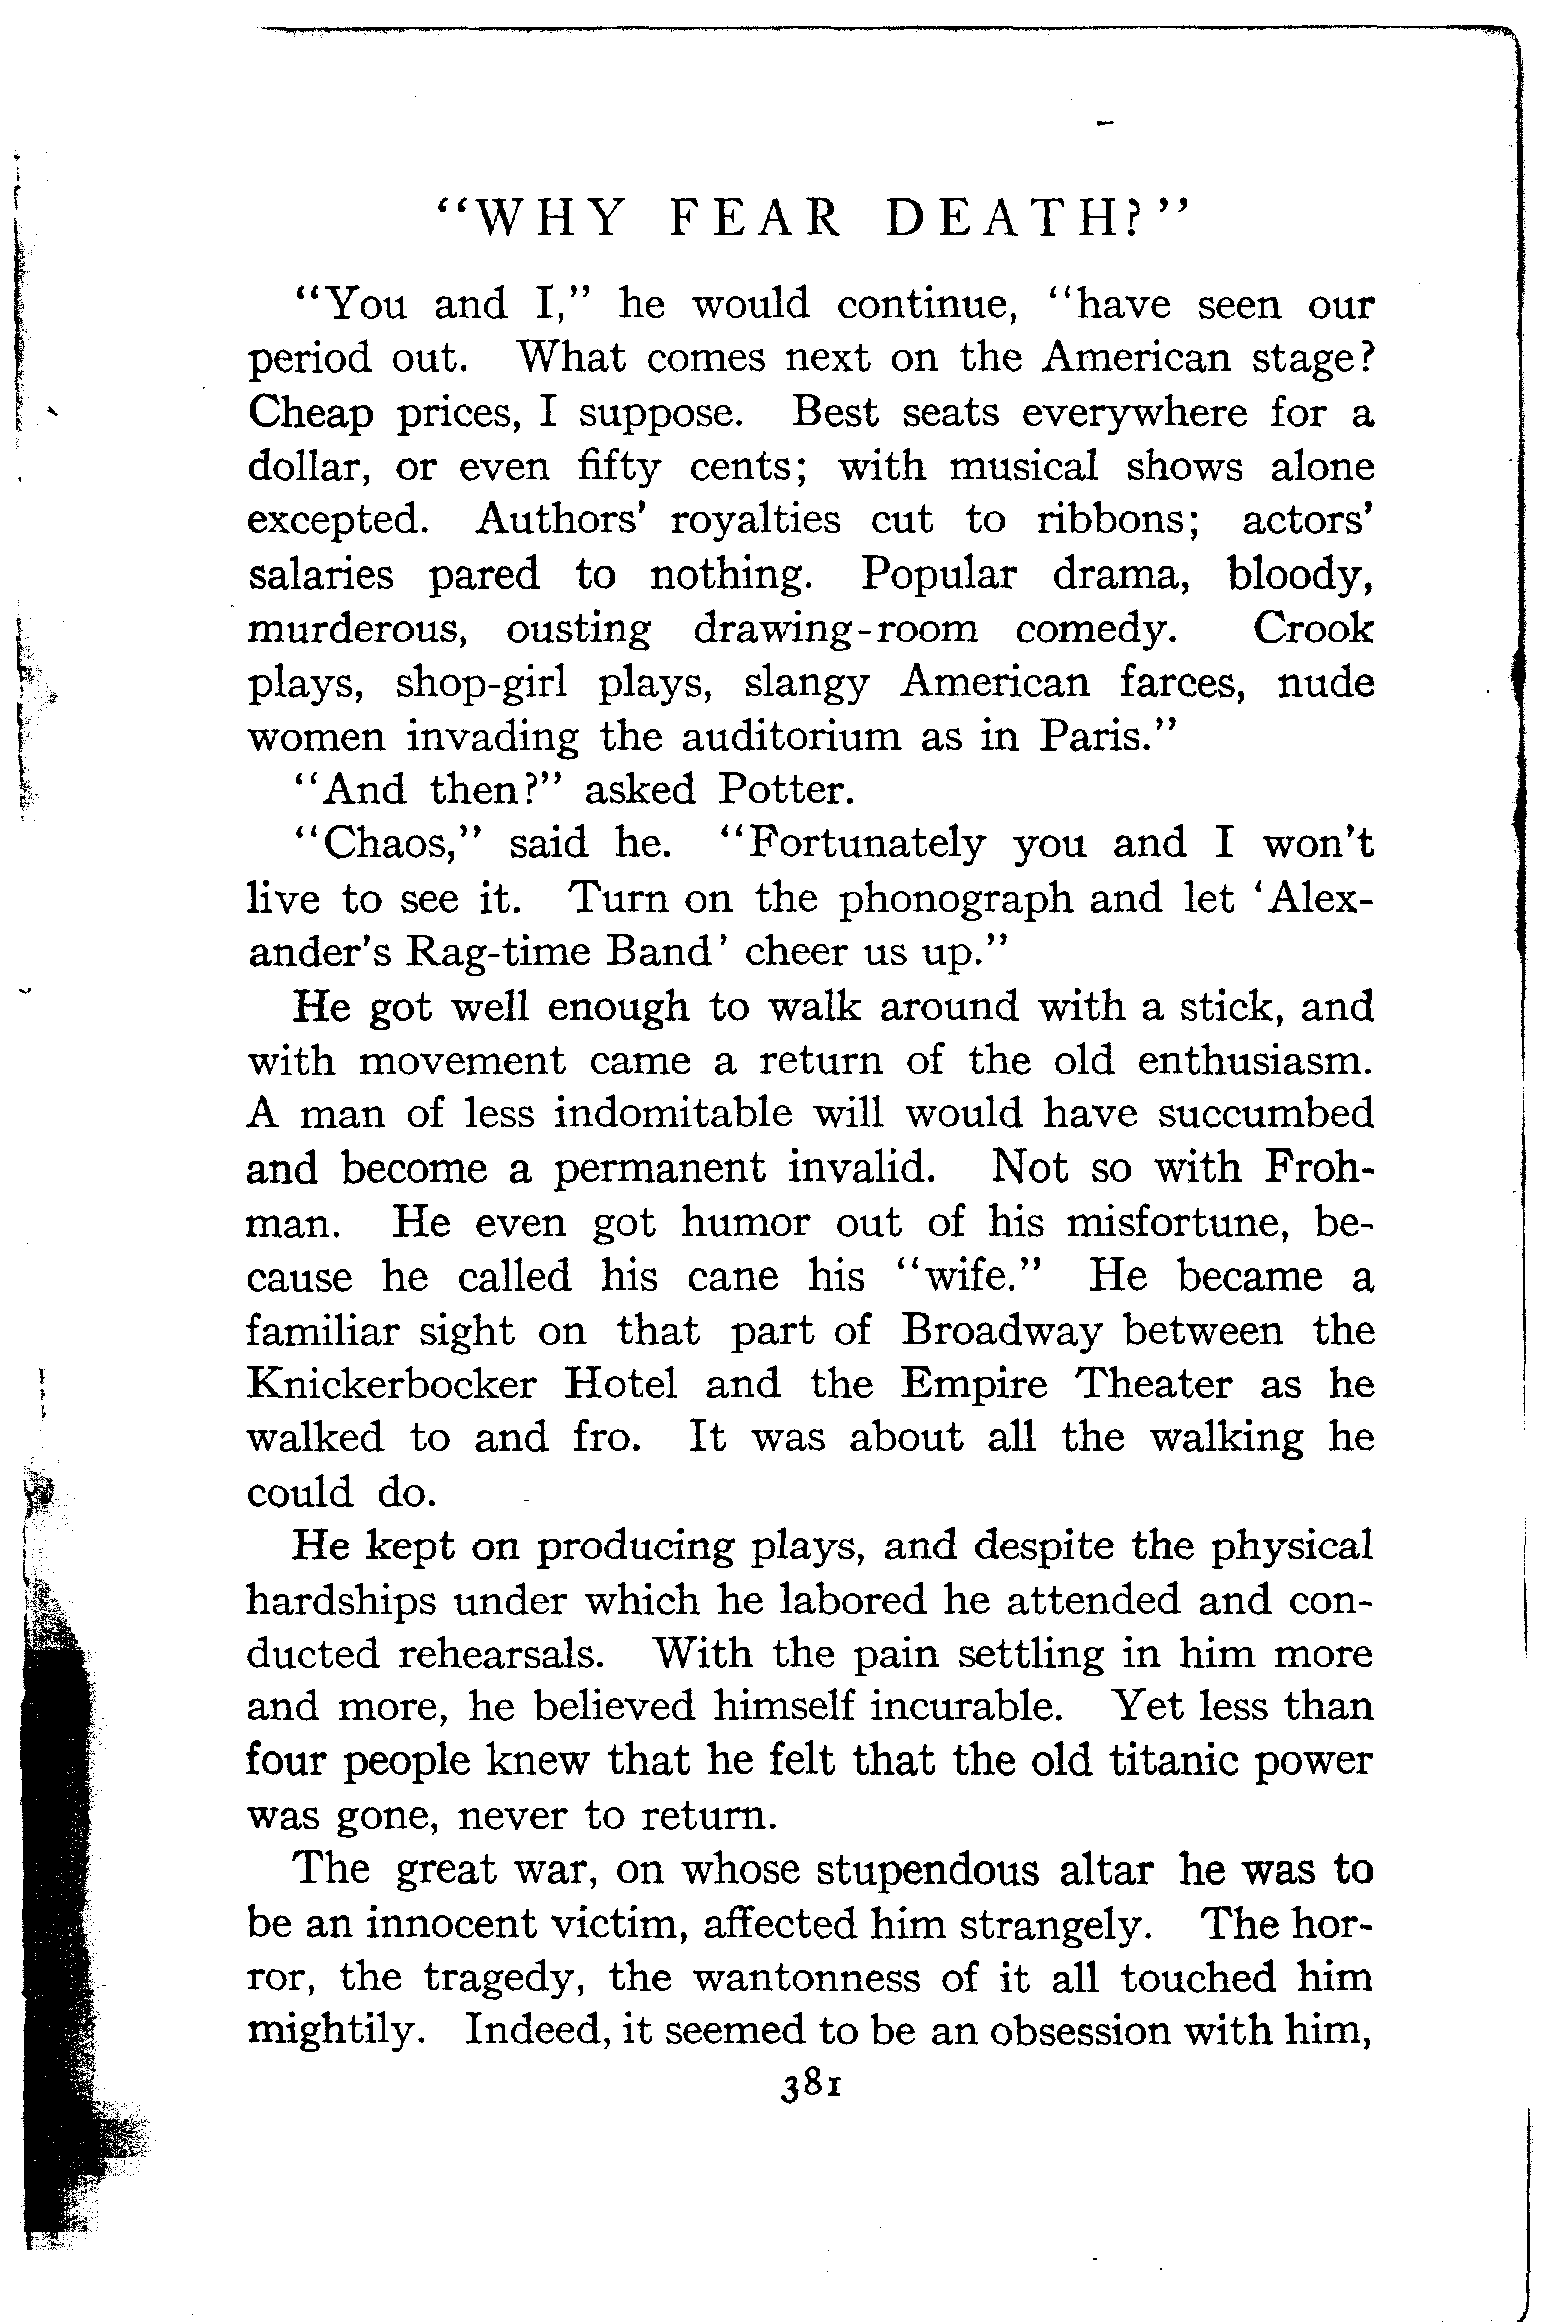 "WHY FEAR DEATH?"
"You and I," he would continue, "have seen our
period out. What comes next on the American stage?
Cheap prices, I suppose. Best seats everywhere for a
dollar, or even fifty cents; with musical shows alone
excepted. Authors' royalties cut to ribbons; actors'
salaries pared to nothing. Popular drama, bloody,
murderous, ousting drawing-room comedy. Crook
plays, shop-girl plays, slangy American farces, nude
women invading the auditorium as in Paris."
"And then?" asked Potter.
"Chaos," said he. "Fortunately you and I won't
live to see it. Turn on the phonograph and let 'Alex-
ander's Rag-time Band' cheer us up."
He got well enough to walk around with a stick, and
with movement came a return of the old enthusiasm.
A man of less indomitable will would have succumbed
and become a permanent invalid. Not so with Froh-
man. He even got humor out of his misfortune, be-
cause he called his cane his "wife." He became a
familiar sight on that part of Broadway between the
Knickerbocker Hotel and the Empire Theater as he
walked to and fro. It was about all the walking he
could do.
He kept on producing plays, and despite the physical
hardships under which he labored he attended and con-
ducted rehearsals. With the pain settling in him more
and more, he believed himself incurable. Yet less than
four people knew that he felt that the old titanic power
was gone, never to return.
The great war, on whose stupendous altar he was to
be an innocent victim, affected him strangely. The hor-
ror, the tragedy, the wantonness of it all touched him
mightily. Indeed, it seemed to be an obsession with him,
381